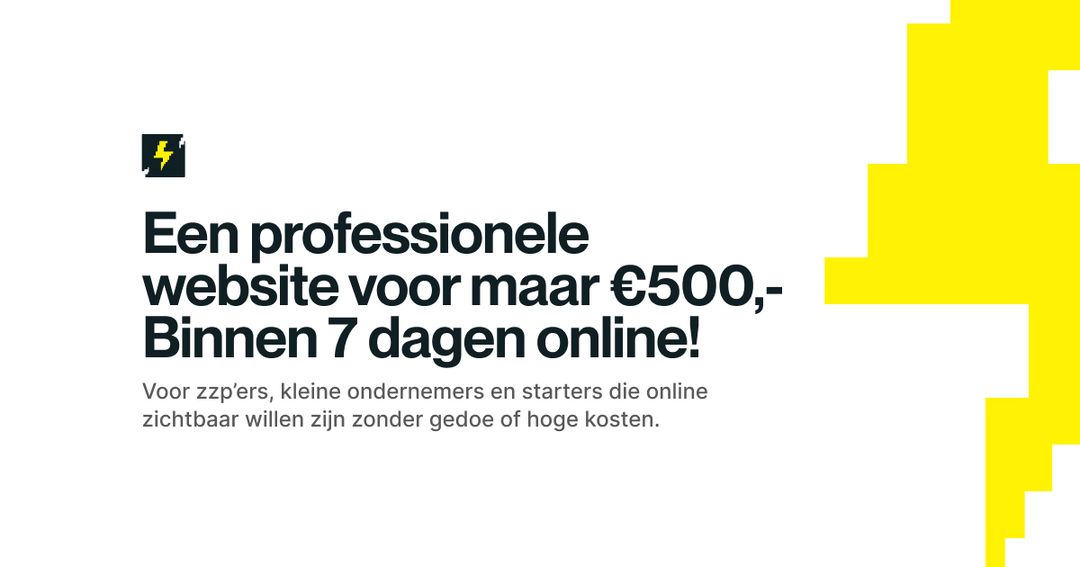 Een professionele
website voor maar €500,-
Binnen 7 dagen online!
Voor zzp’ers, kleine ondernemers en starters die online
zichtbaar willen zijn zonder gedoe of hoge kosten.